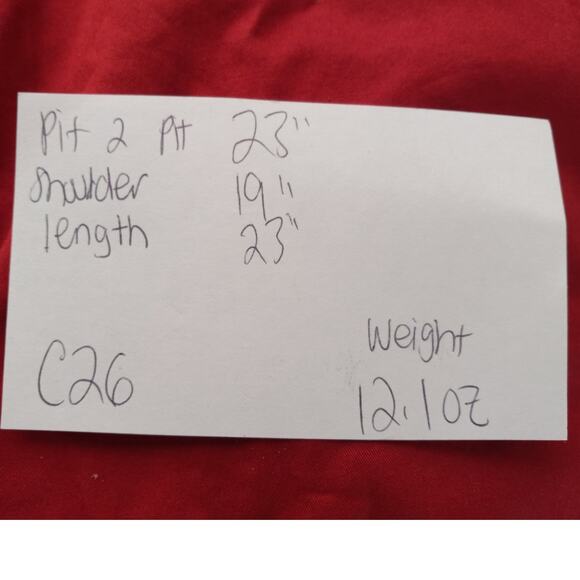 Pit 2 Pit 23"
Shoulder 19"
length 23"
C26
Weight
12.1oz